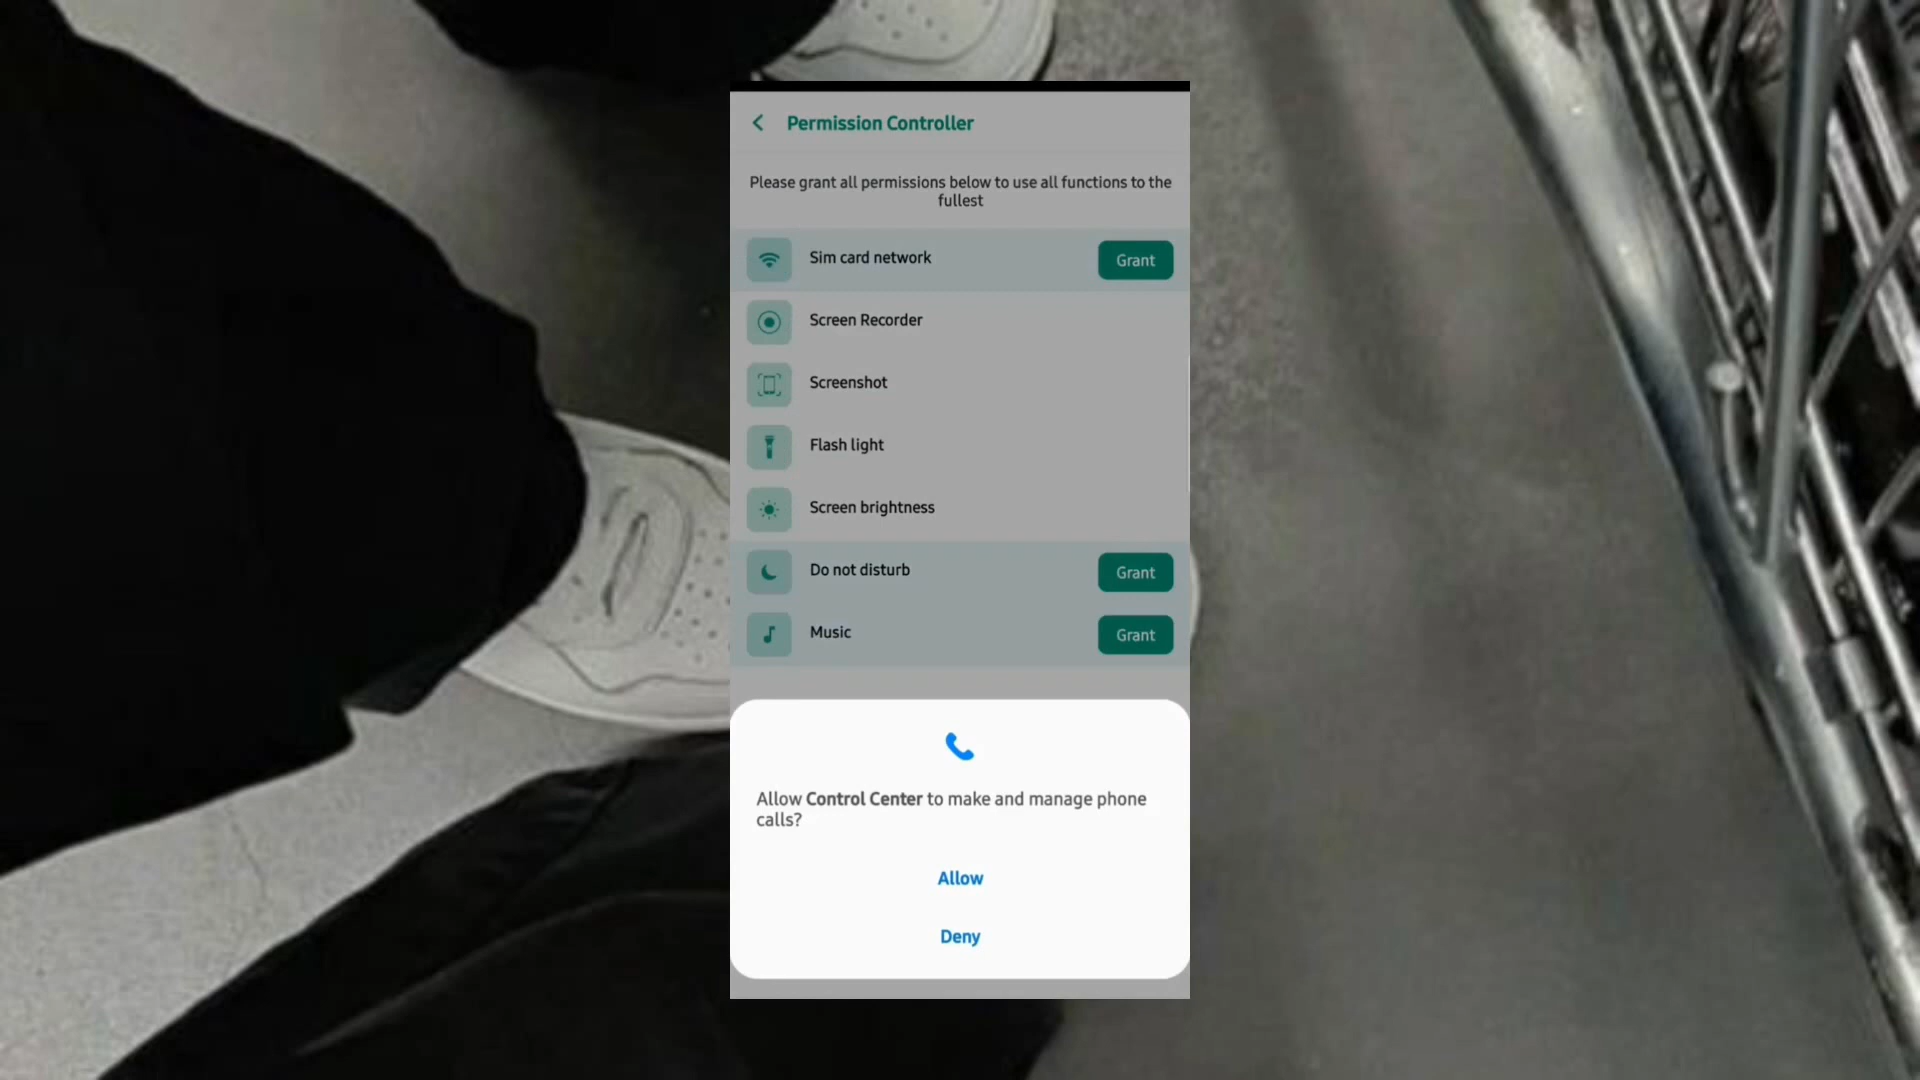 Permission Controller
Please grant all permissions below to use all functions to the
fullest
Sim card network
Grant
Screen Recorder
Screenshot
Flash light
Screen brightness
Do not disturb
Grant
Music
Grant
Allow Control Center to make and manage phone
calls?
Allow
Deny